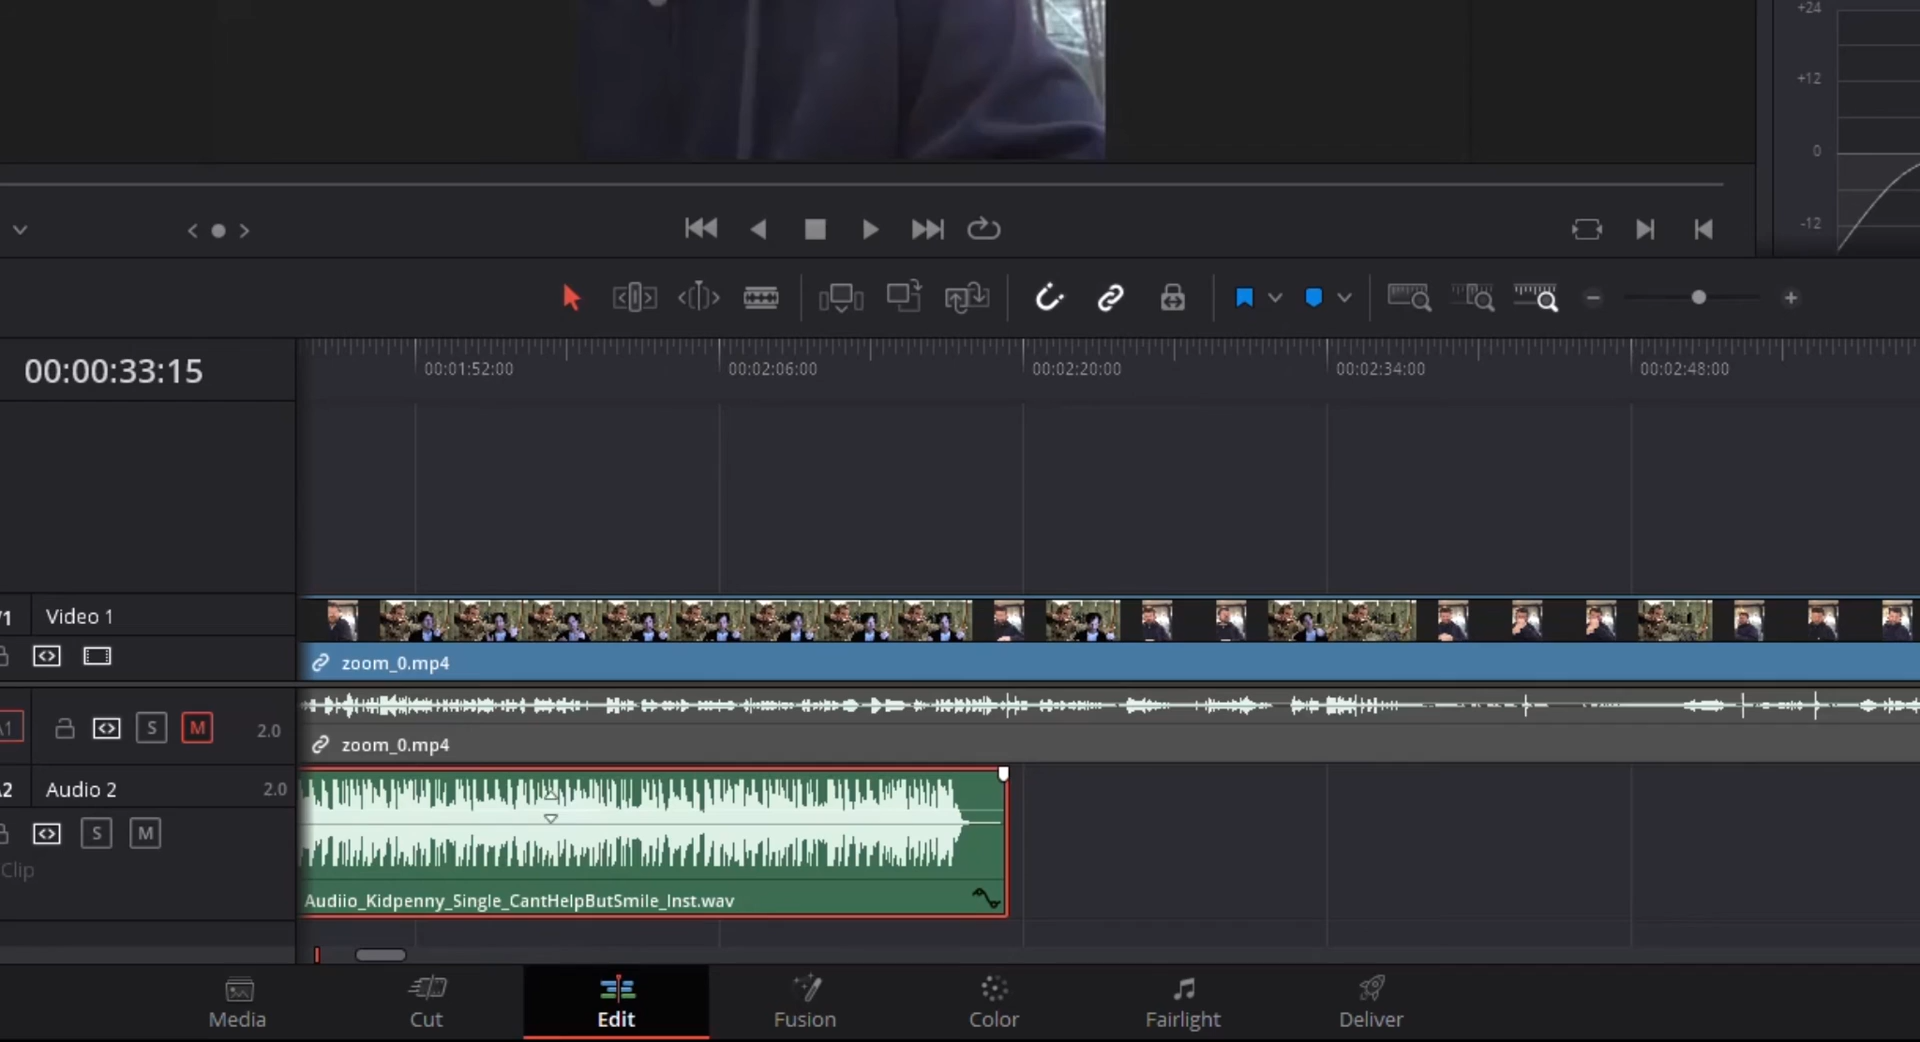 +24
+12
0
-12
00:00:33:15
00:01:52:00
00:02:06:00
00:02:20:00
00:02:34:00
00:02:48:00
Video 1
zoom_0.mp4
S
M
2.0
zoom_0.mp4
Audio 2
2.0
S
M
Clip
Audiio_Kidpenny_Single_CantHelpButSmile_Inst.wav
Media
Cut
Edit
Fusion
Color
Fairlight
Deliver